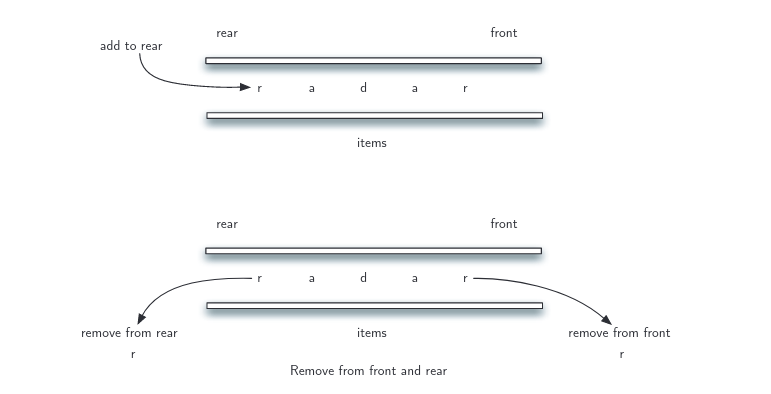 rear front
add to rear
r a d a r
items
rear front
r a d a r
remove from rear items remove from front
r r
Remove from front and rear